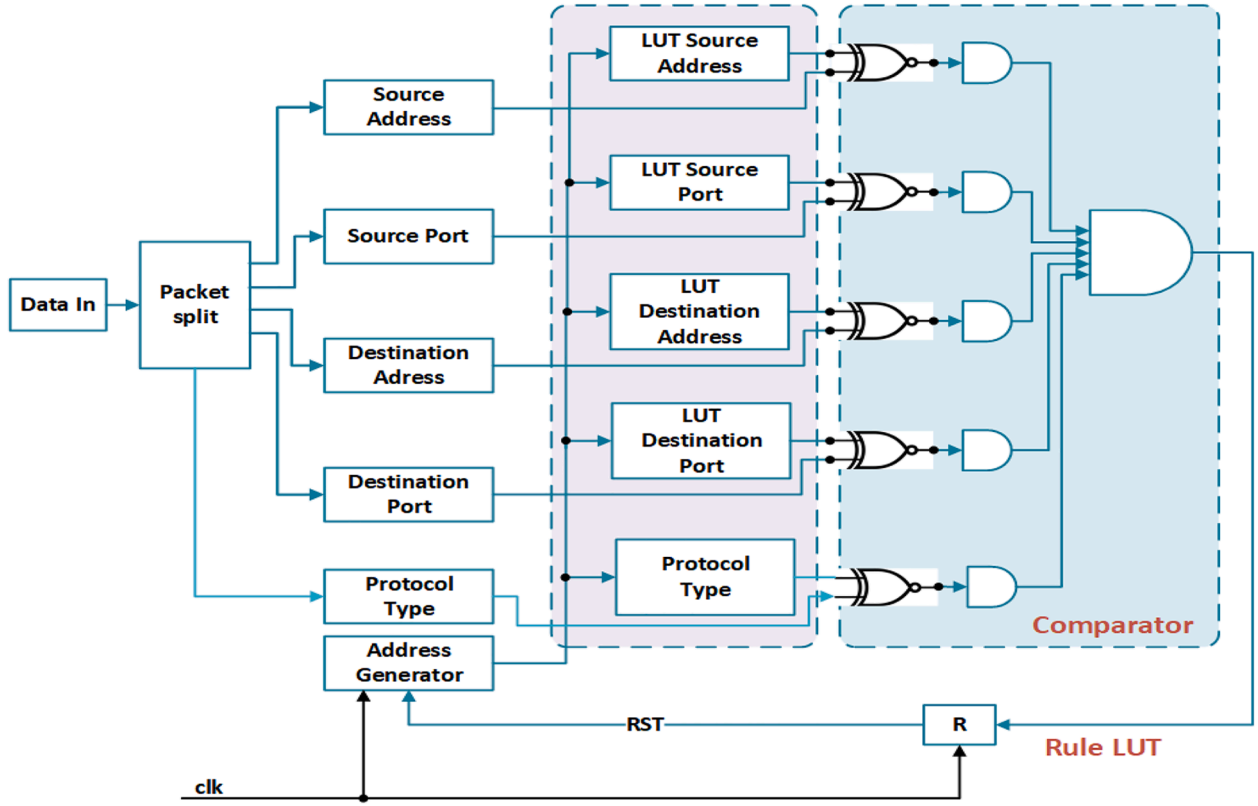 Data In
Packet
split
Source
Address
Source Port
Destination
Adress
Destination
Port
Protocol
Type
Address
Generator
LUT Source
Address
LUT Source
Port
LUT
Destination
Address
LUT
Destination
Port
Protocol
Type
Comparator
RST
R
Rule LUT
clk